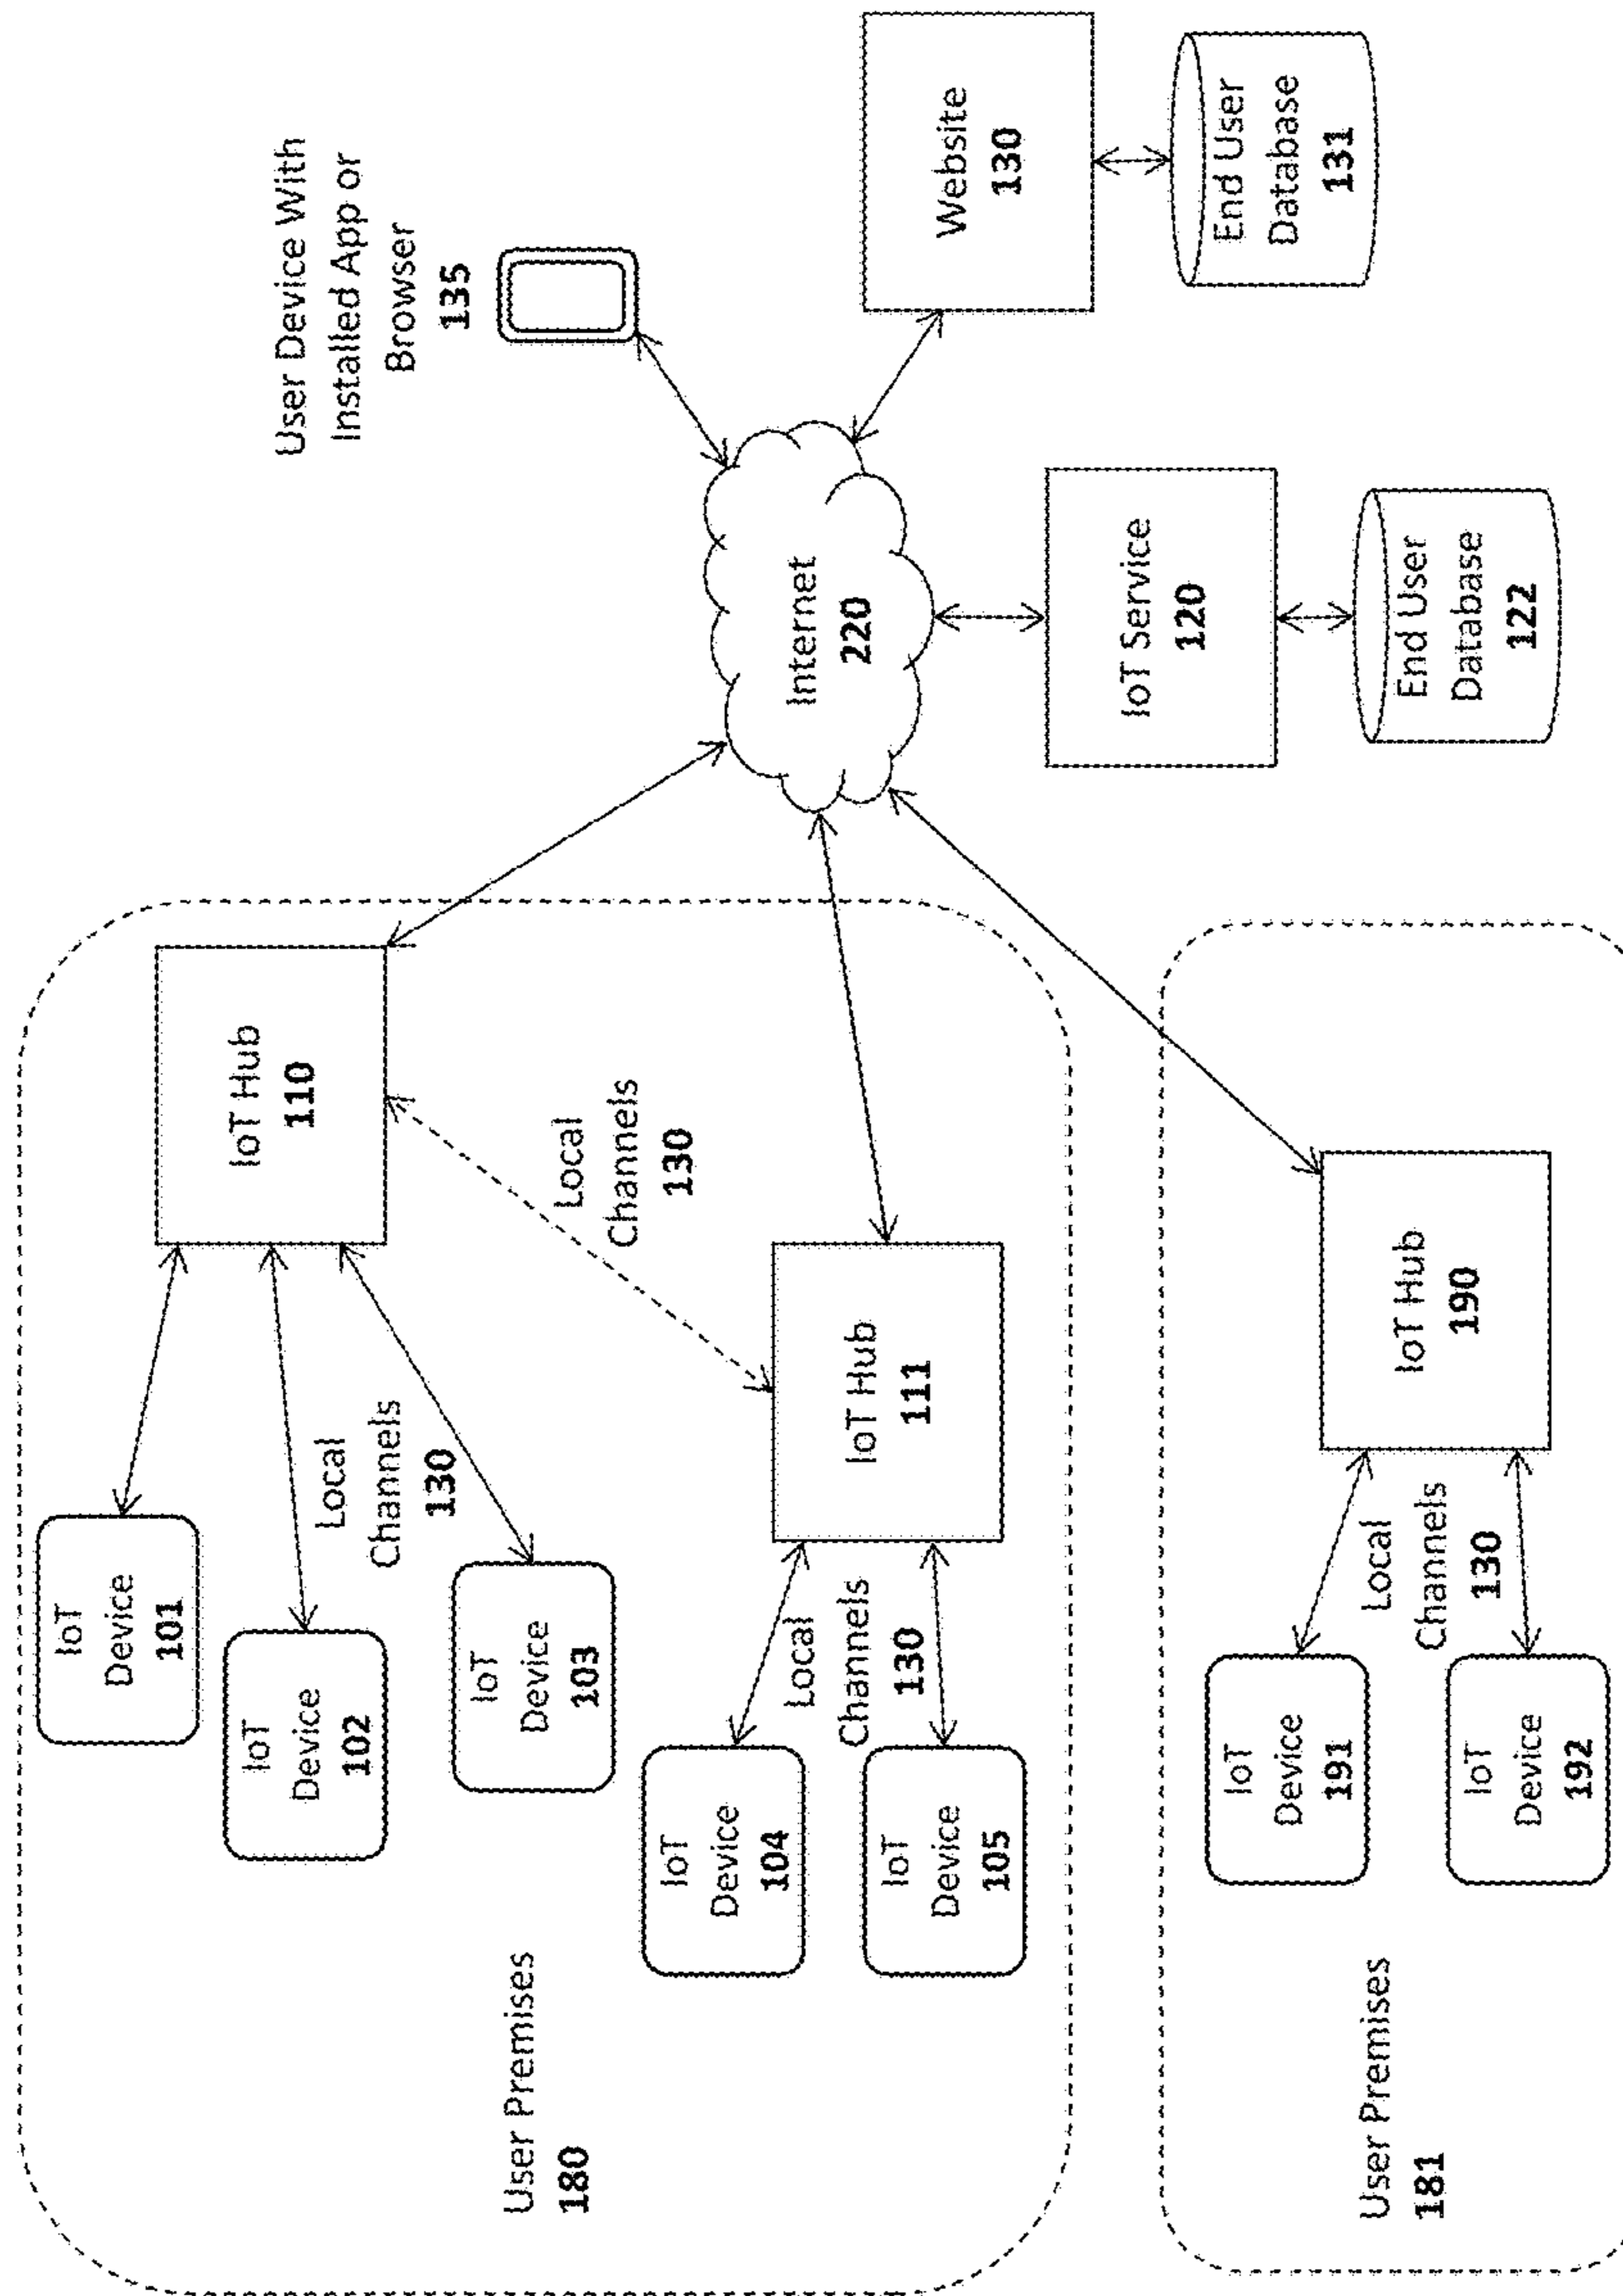 IoT
Device
101
IoT
Device
102
Local
Channels
130
IoT
Device
103
IoT Hub
110
Local
Channels
130
User Premises
180
IoT
Device
104
Local
Channels
130
IoT
Device
105
IoT Hub
111
User Device With
Installed App or
Browser
135
Internet
220
Website
130
End User
Database
131
IoT Service
120
End User
Database
122
IoT
Device
191
Local
Channels
130
IoT
Device
192
IoT Hub
190
User Premises
181